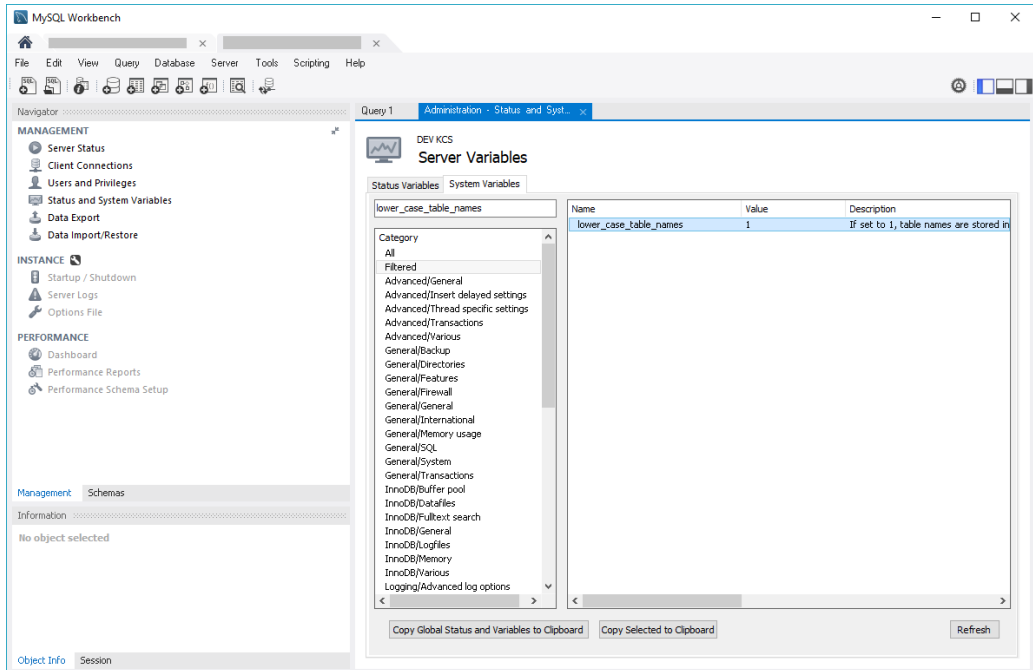 MySQL Workbench
File Edit View Query Database Server Tools Scripting Help
Navigator
MANAGEMENT
Server Status
Client Connections
Users and Privileges
Status and System Variables
Data Export
Data Import/Restore
INSTANCE
Startup / Shutdown
Server Logs
Options File
PERFORMANCE
Dashboard
Performance Reports
Performance Schema Setup
Management Schemas
Information
No object selected
Object Info Session
Query 1 Administration - Status and Syst...
DEV KCS
Server Variables
Status Variables System Variables
lower_case_table_names
Category
All
Filtered
Advanced/General
Advanced/Insert delayed settings
Advanced/Thread specific settings
Advanced/Transactions
Advanced/Various
General/Backup
General/Directories
General/Features
General/Firewall
General/General
General/International
General/Memory usage
General/SQL
General/System
General/Transactions
InnoDB/Buffer pool
InnoDB/Datafiles
InnoDB/Fulltext search
InnoDB/General
InnoDB/Logfiles
InnoDB/Memory
InnoDB/Various
Logging/Advanced log options
Name Value Description
lower_case_table_names 1 If set to 1, table names are stored in
Copy Global Status and Variables to Clipboard Copy Selected to Clipboard Refresh